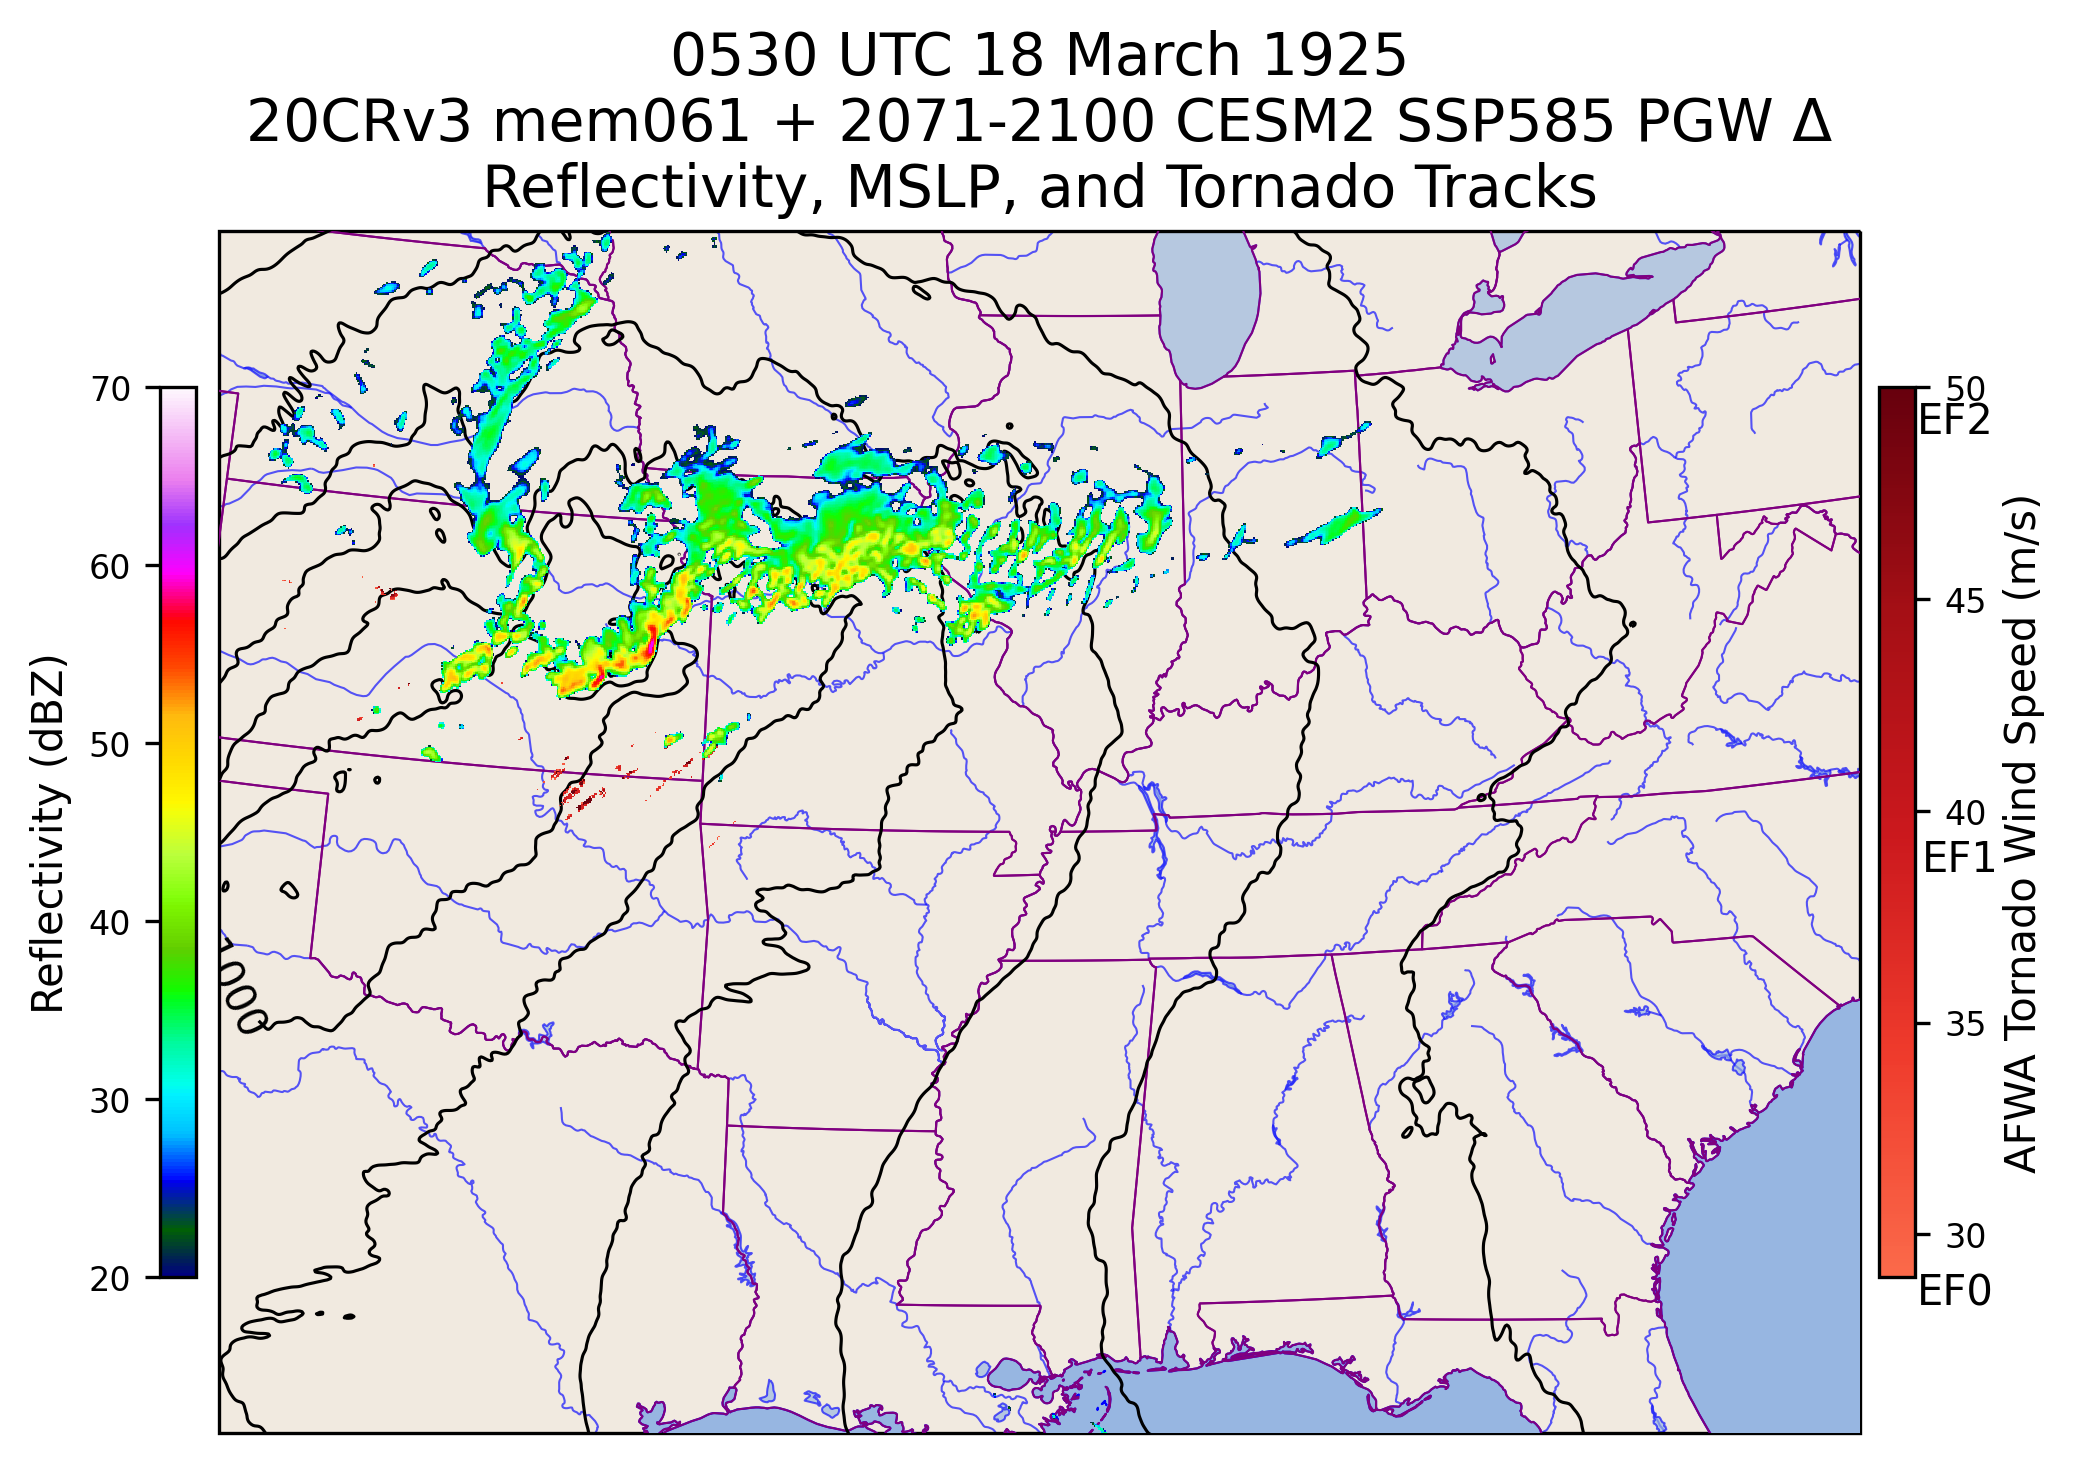 0530 UTC 18 March 1925
20CRv3 mem061 + 2071-2100 CESM2 SSP585 PGW Δ
Reflectivity, MSLP, and Tornado Tracks
Reflectivity (dBZ)
70
60
50
40
30
20
000
50
EF2
45
40
EF1
35
30
EF0
AFWA Tornado Wind Speed (m/s)